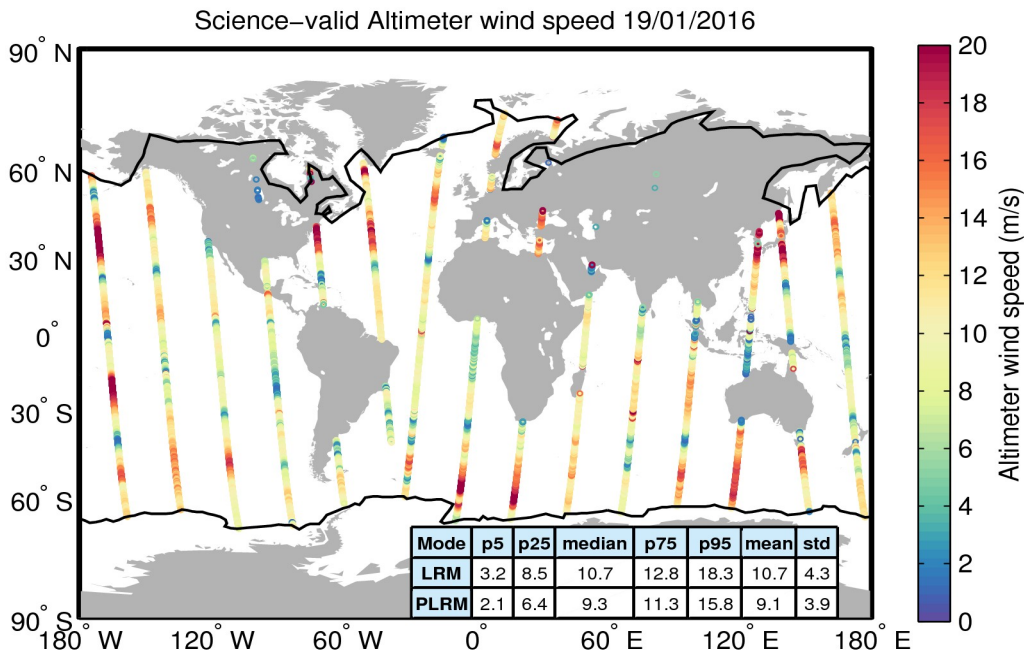 Science−valid Altimeter wind speed 19/01/2016
90° N
60° N
30° N
0°
30° S
60° S
90° S
180° W
120° W
60° W
0°
60° E
120° E
180° E
Mode p5 p25 median p75 p95 mean std
LRM 3.2 8.5 10.7 12.8 18.3 10.7 4.3
PLRM 2.1 6.4 9.3 11.3 15.8 9.1 3.9
20
18
16
14
12
10
8
6
4
2
0
Altimeter wind speed (m/s)